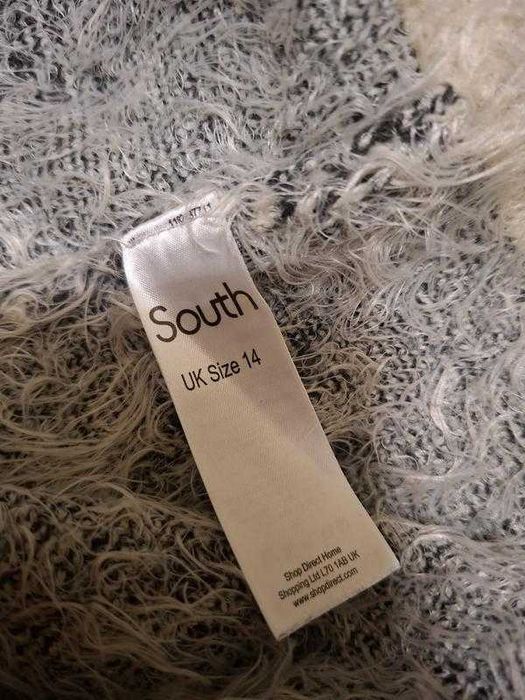 South
UK Size 14
Shop Direct Home
Shopping Ltd L70 1AB UK
www.shopdirect.com